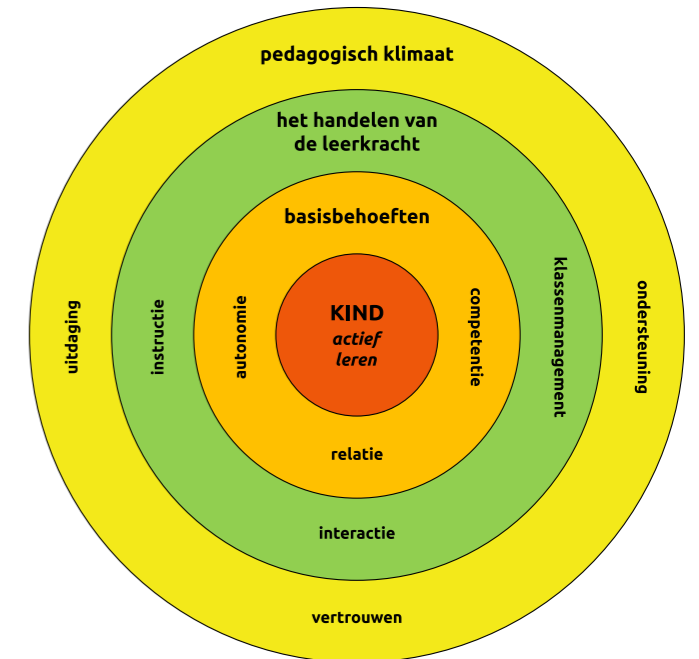 pedagogisch klimaat
het handelen van
de leerkracht
basisbehoeften
KIND
actief
leren
uitdaging
instructie
autonomie
competentie
klassenmanagement
ondersteuning
relatie
interactie
vertrouwen